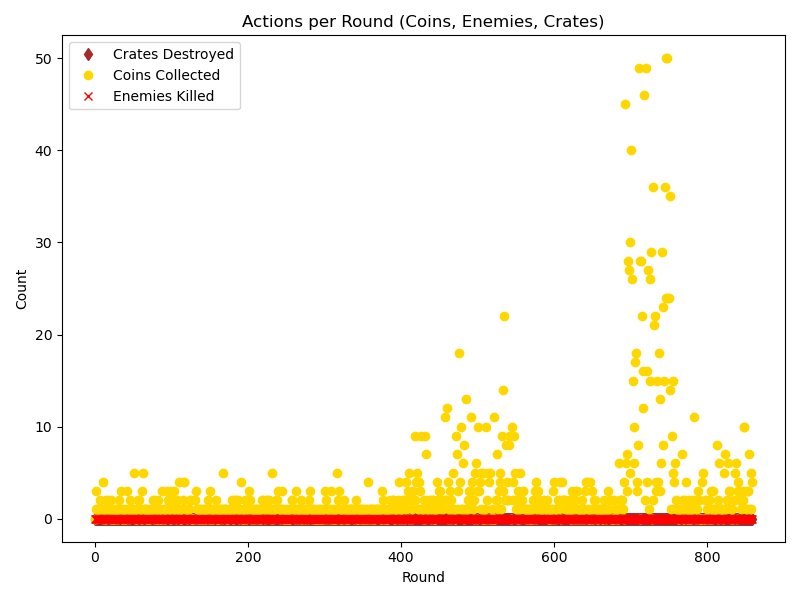 Actions per Round (Coins, Enemies, Crates)
Crates Destroyed
Coins Collected
Enemies Killed
50
40
30
20
10
0
Count
0 200 400 600 800
Round